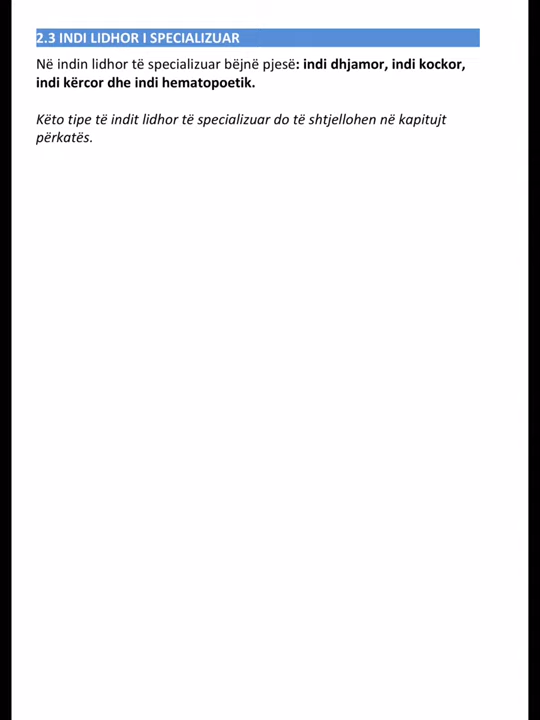 2.3 INDI LIDHOR I SPECIALIZUAR
Në indin lidhor të specializuar bëjnë pjesë: indi dhjamor, indi kockor,
indi kërcor dhe indi hematopoetik.
Këto tipe të indit lidhor të specializuar do të shtjellohen në kapitujt
përkatës.